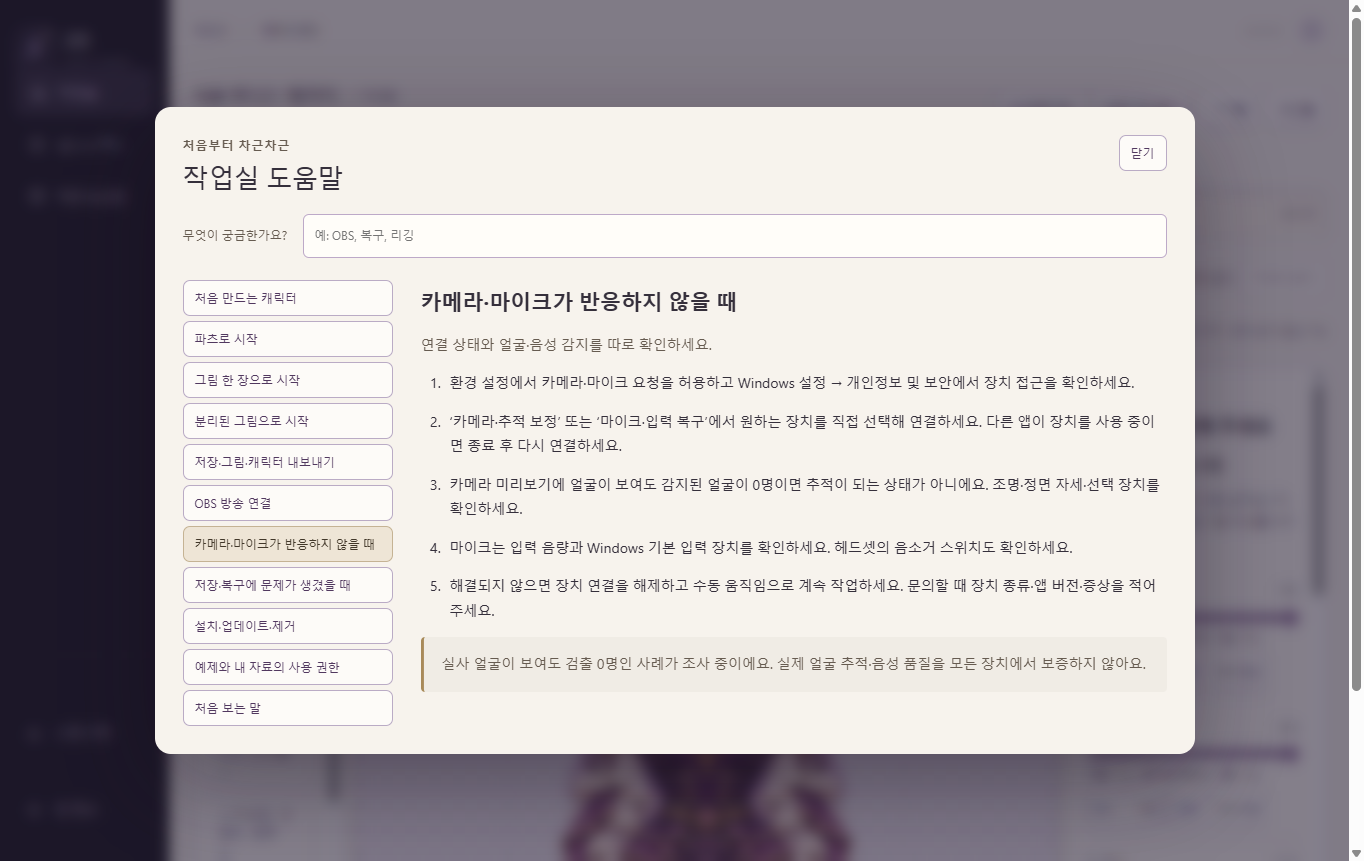 처음부터 차근차근
작업실 도움말
닫기
무엇이 궁금한가요?
예: OBS, 복구, 리깅
처음 만드는 캐릭터
파츠로 시작
그림 한 장으로 시작
분리된 그림으로 시작
저장·그림·캐릭터 내보내기
OBS 방송 연결
카메라·마이크가 반응하지 않을 때
저장·복구에 문제가 생겼을 때
설치·업데이트·제거
예제와 내 자료의 사용 권한
처음 보는 말
카메라·마이크가 반응하지 않을 때
연결 상태와 얼굴·음성 감지를 따로 확인하세요.
1. 환경 설정에서 카메라·마이크 요청을 허용하고 Windows 설정 → 개인정보 및 보안에서 장치 접근을 확인하세요.
2. ‘카메라·추적 보정’ 또는 ‘마이크·입력 복구’에서 원하는 장치를 직접 선택해 연결하세요. 다른 앱이 장치를 사용 중이
면 종료 후 다시 연결하세요.
3. 카메라 미리보기에 얼굴이 보여도 감지된 얼굴이 0명이면 추적이 되는 상태가 아니에요. 조명·정면 자세·선택 장치를
확인하세요.
4. 마이크는 입력 음량과 Windows 기본 입력 장치를 확인하세요. 헤드셋의 음소거 스위치도 확인하세요.
5. 해결되지 않으면 장치 연결을 해제하고 수동 움직임으로 계속 작업하세요. 문의할 때 장치 종류·앱 버전·증상을 적어
주세요.
실사 얼굴이 보여도 검출 0명인 사례가 조사 중이에요. 실제 얼굴 추적·음성 품질을 모든 장치에서 보증하지 않아요.